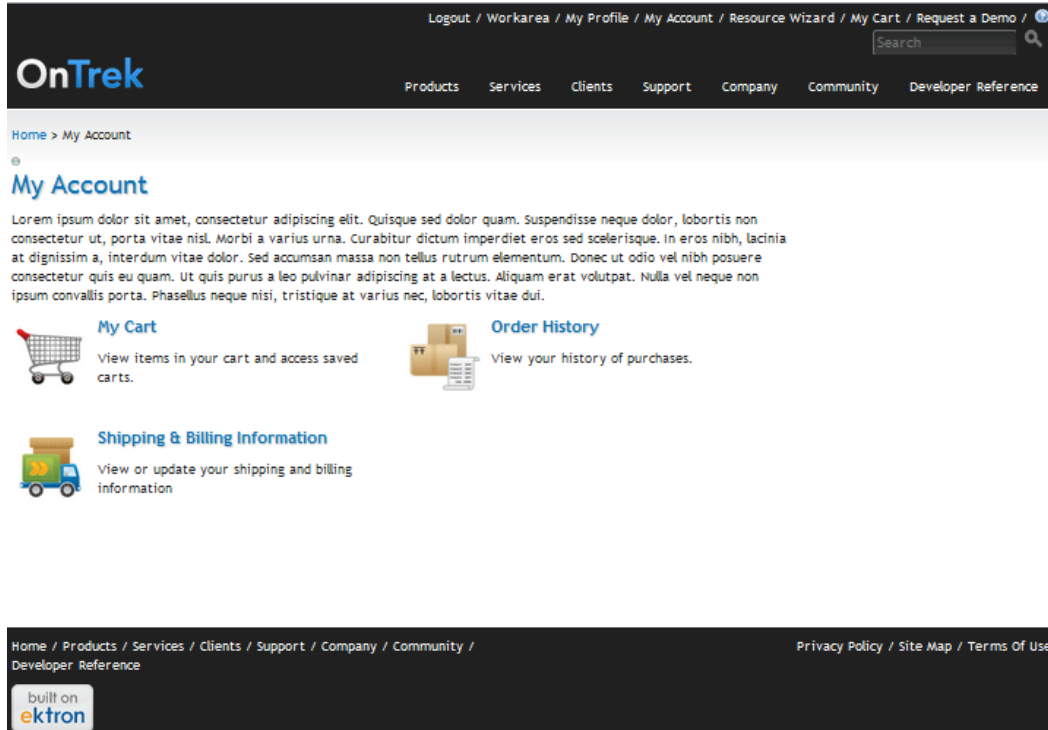 Logout / Workarea / My Profile / My Account / Resource Wizard / My Cart / Request a Demo /
Search
OnTrek
Products Services Clients Support Company Community Developer Reference
Home > My Account
My Account
Lorem ipsum dolor sit amet, consectetur adipiscing elit. Quisque sed dolor quam. Suspendisse neque dolor, lobortis non
consectetur ut, porta vitae nisl. Morbi a varius urna. Curabitur dictum imperdiet eros sed scelerisque. In eros nibh, lacinia
at dignissim a, interdum vitae dolor. Sed accumsan massa non tellus rutrum elementum. Donec ut odio vel nibh posuere
consectetur quis eu quam. Ut quis purus a leo pulvinar adipiscing at a lectus. Aliquam erat volutpat. Nulla vel neque non
ipsum convallis porta. Phasellus neque nisi, tristique at varius nec, lobortis vitae dui.
My Cart
View items in your cart and access saved
carts.
Order History
View your history of purchases.
Shipping & Billing Information
View or update your shipping and billing
information
Home / Products / Services / Clients / Support / Company / Community /
Developer Reference
Privacy Policy / Site Map / Terms Of Use
built on
ektron